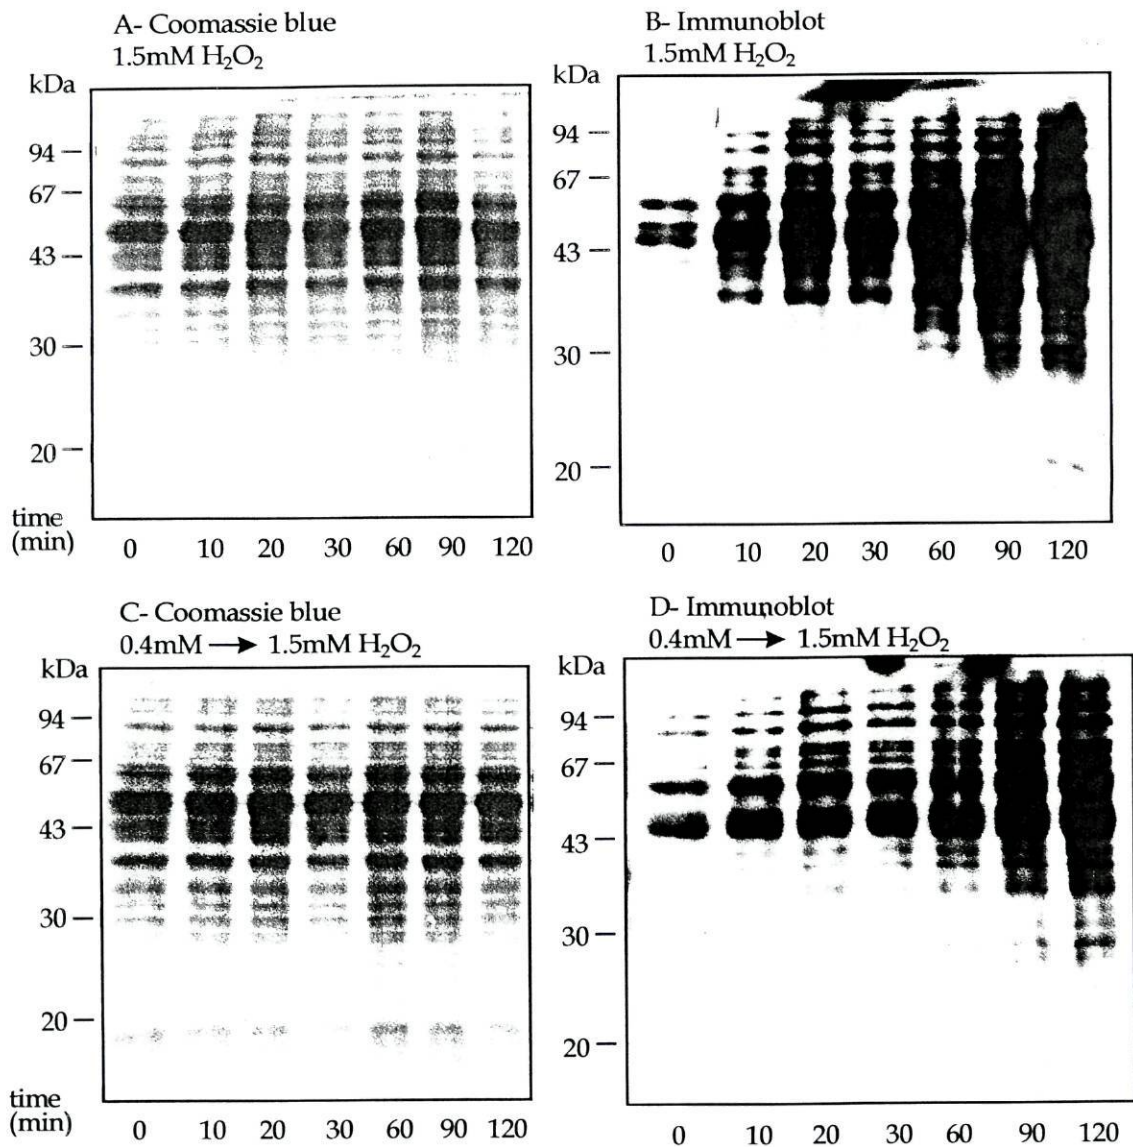 A- Coomassie blue
1.5mM H₂O₂
kDa
94
67
43
30
20
time
(min)
0 10 20 30 60 90 120
B- Immunoblot
1.5mM H₂O₂
kDa
94
67
43
30
20
0 10 20 30 60 90 120
C- Coomassie blue
0.4mM → 1.5mM H₂O₂
kDa
94
67
43
30
20
time
(min)
0 10 20 30 60 90 120
D- Immunoblot
0.4mM → 1.5mM H₂O₂
kDa
94
67
43
30
20
0 10 20 30 60 90 120